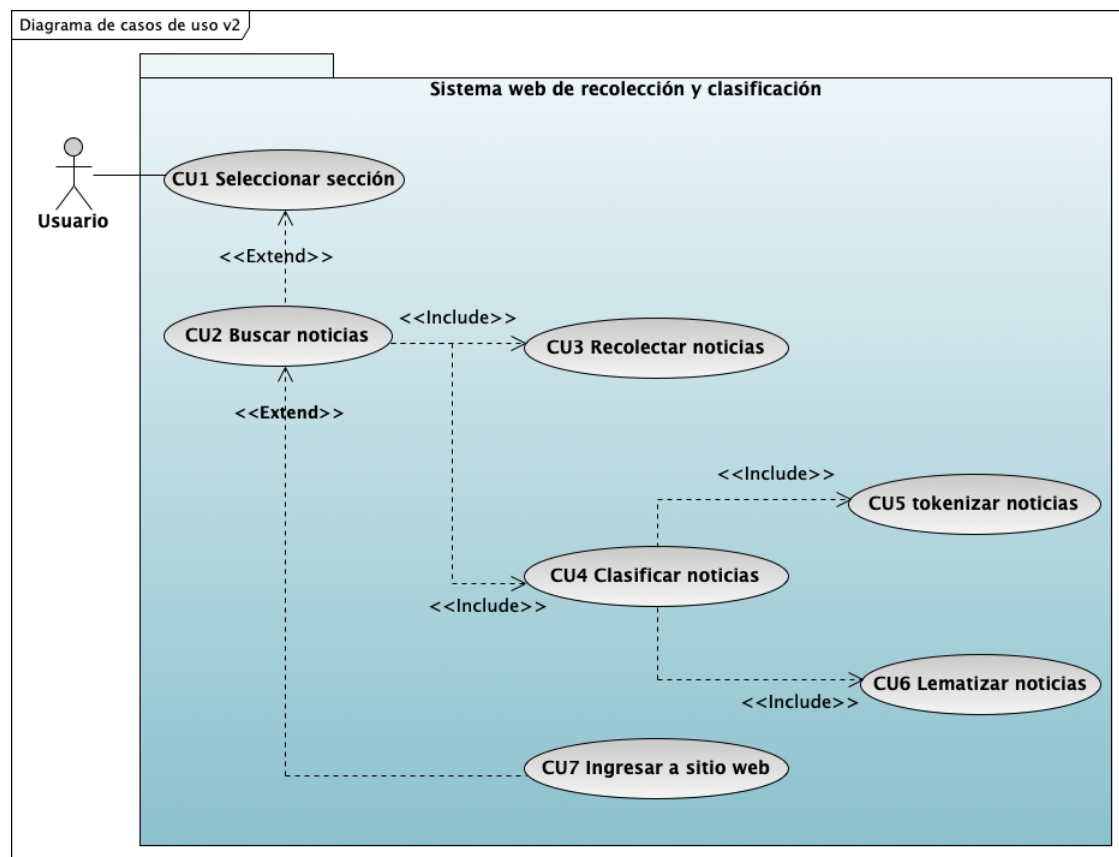 Diagrama de casos de uso v2
Sistema web de recolección y clasificación
CU1 Seleccionar sección
Usuario
<<Extend>>
<<Include>>
CU2 Buscar noticias
CU3 Recolectar noticias
<<Extend>>
<<Include>>
CU5 tokenizar noticias
CU4 Clasificar noticias
<<Include>>
CU6 Lematizar noticias
<<Include>>
CU7 Ingresar a sitio web